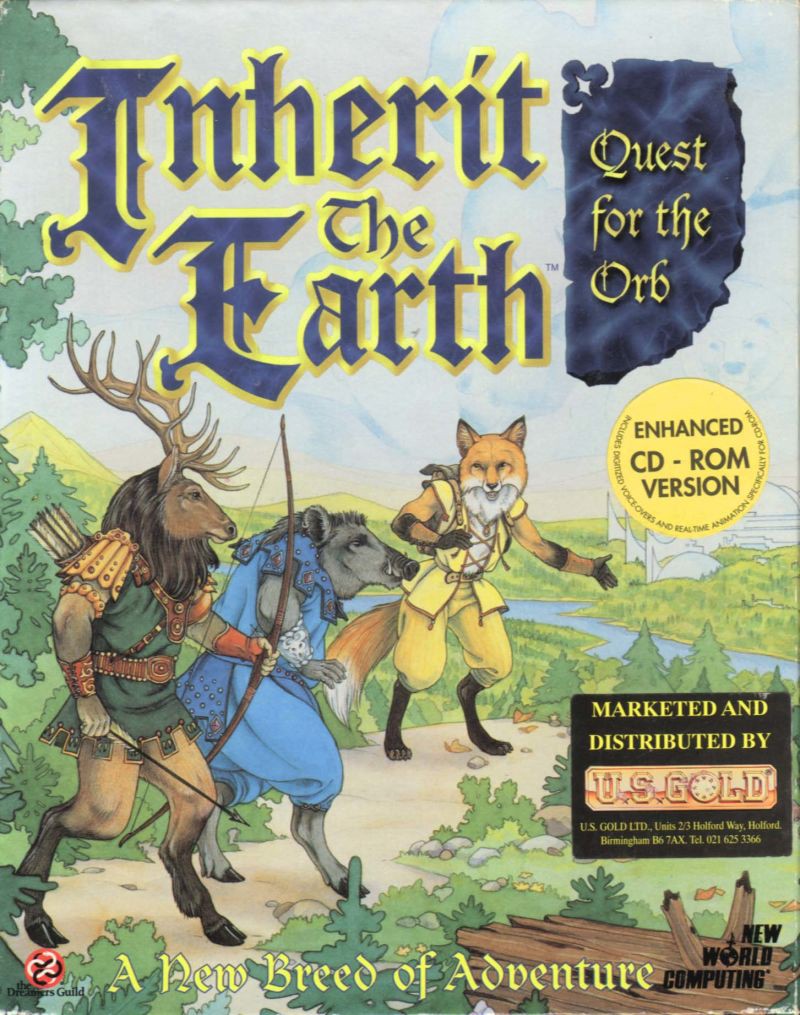 Inherit
The
Earth™
Quest
for the
Orb
ENHANCED
CD - ROM
VERSION
INCLUDES DIGITIZED VOICE-OVERS AND REAL-TIME ANIMATION SPECIFICALLY FOR CD-ROM
MARKETED AND
DISTRIBUTED BY
U.S. GOLD
U.S. GOLD LTD., Units 2/3 Holford Way, Holford.
Birmingham B6 7AX. Tel. 021 625 3366
the
Dreamers Guild
A New Breed of Adventure
NEW
WORLD
COMPUTING